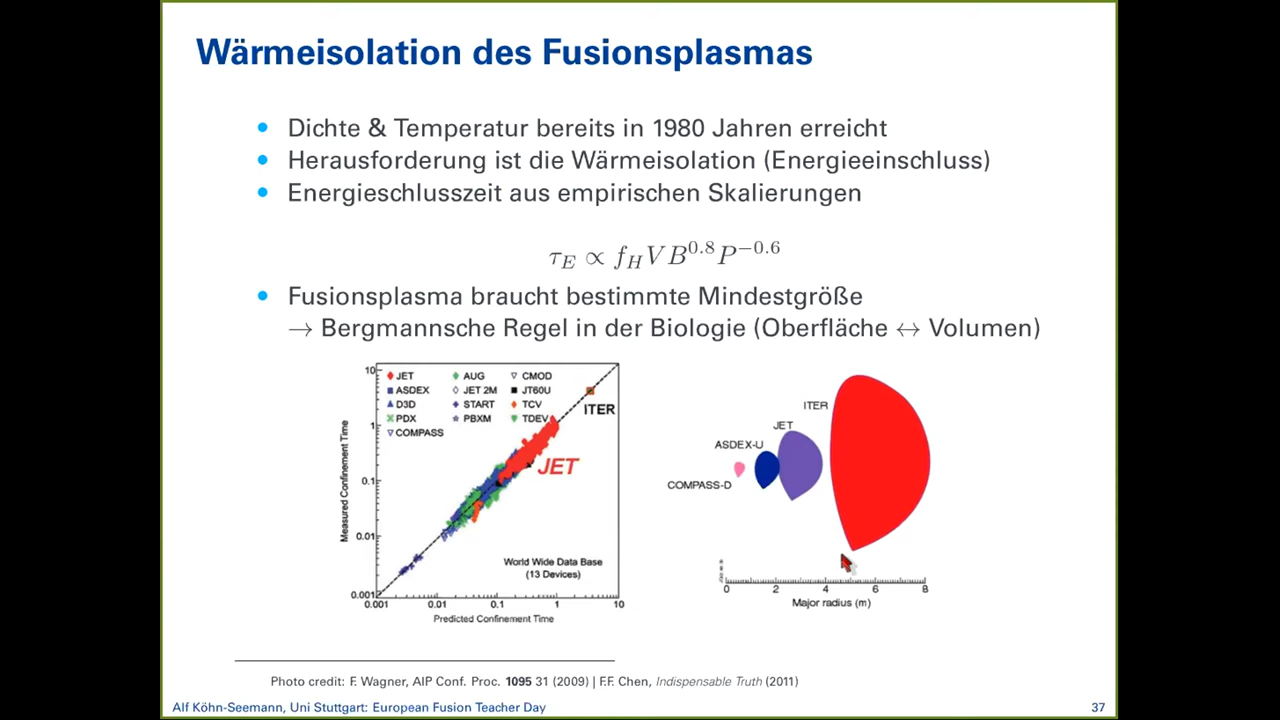 Wärmeisolation des Fusionsplasmas
• Dichte & Temperatur bereits in 1980 Jahren erreicht
• Herausforderung ist die Wärmeisolation (Energieeinschluss)
• Energieschlusszeit aus empirischen Skalierungen
τ_E ∝ f_H V B^0.8 P^−0.6
• Fusionsplasma braucht bestimmte Mindestgröße
→ Bergmannsche Regel in der Biologie (Oberfläche ↔ Volumen)
Measured Confinement Time
10
1
0.1
0.01
0.001
JET AUG CMOD
ASDEX JET 2M JT60U
D3D START TCV
PDX PBXM TDEV
COMPASS
ITER
JET
World Wide Data Base
(13 Devices)
0.001 0.01 0.1 1 10
Predicted Confinement Time
ITER
JET
ASDEX-U
COMPASS-D
0 2 4 6 8
Major radius (m)
Photo credit: F. Wagner, AIP Conf. Proc. 1095 31 (2009) | F.F. Chen, Indispensable Truth (2011)
Alf Köhn-Seemann, Uni Stuttgart: European Fusion Teacher Day 37